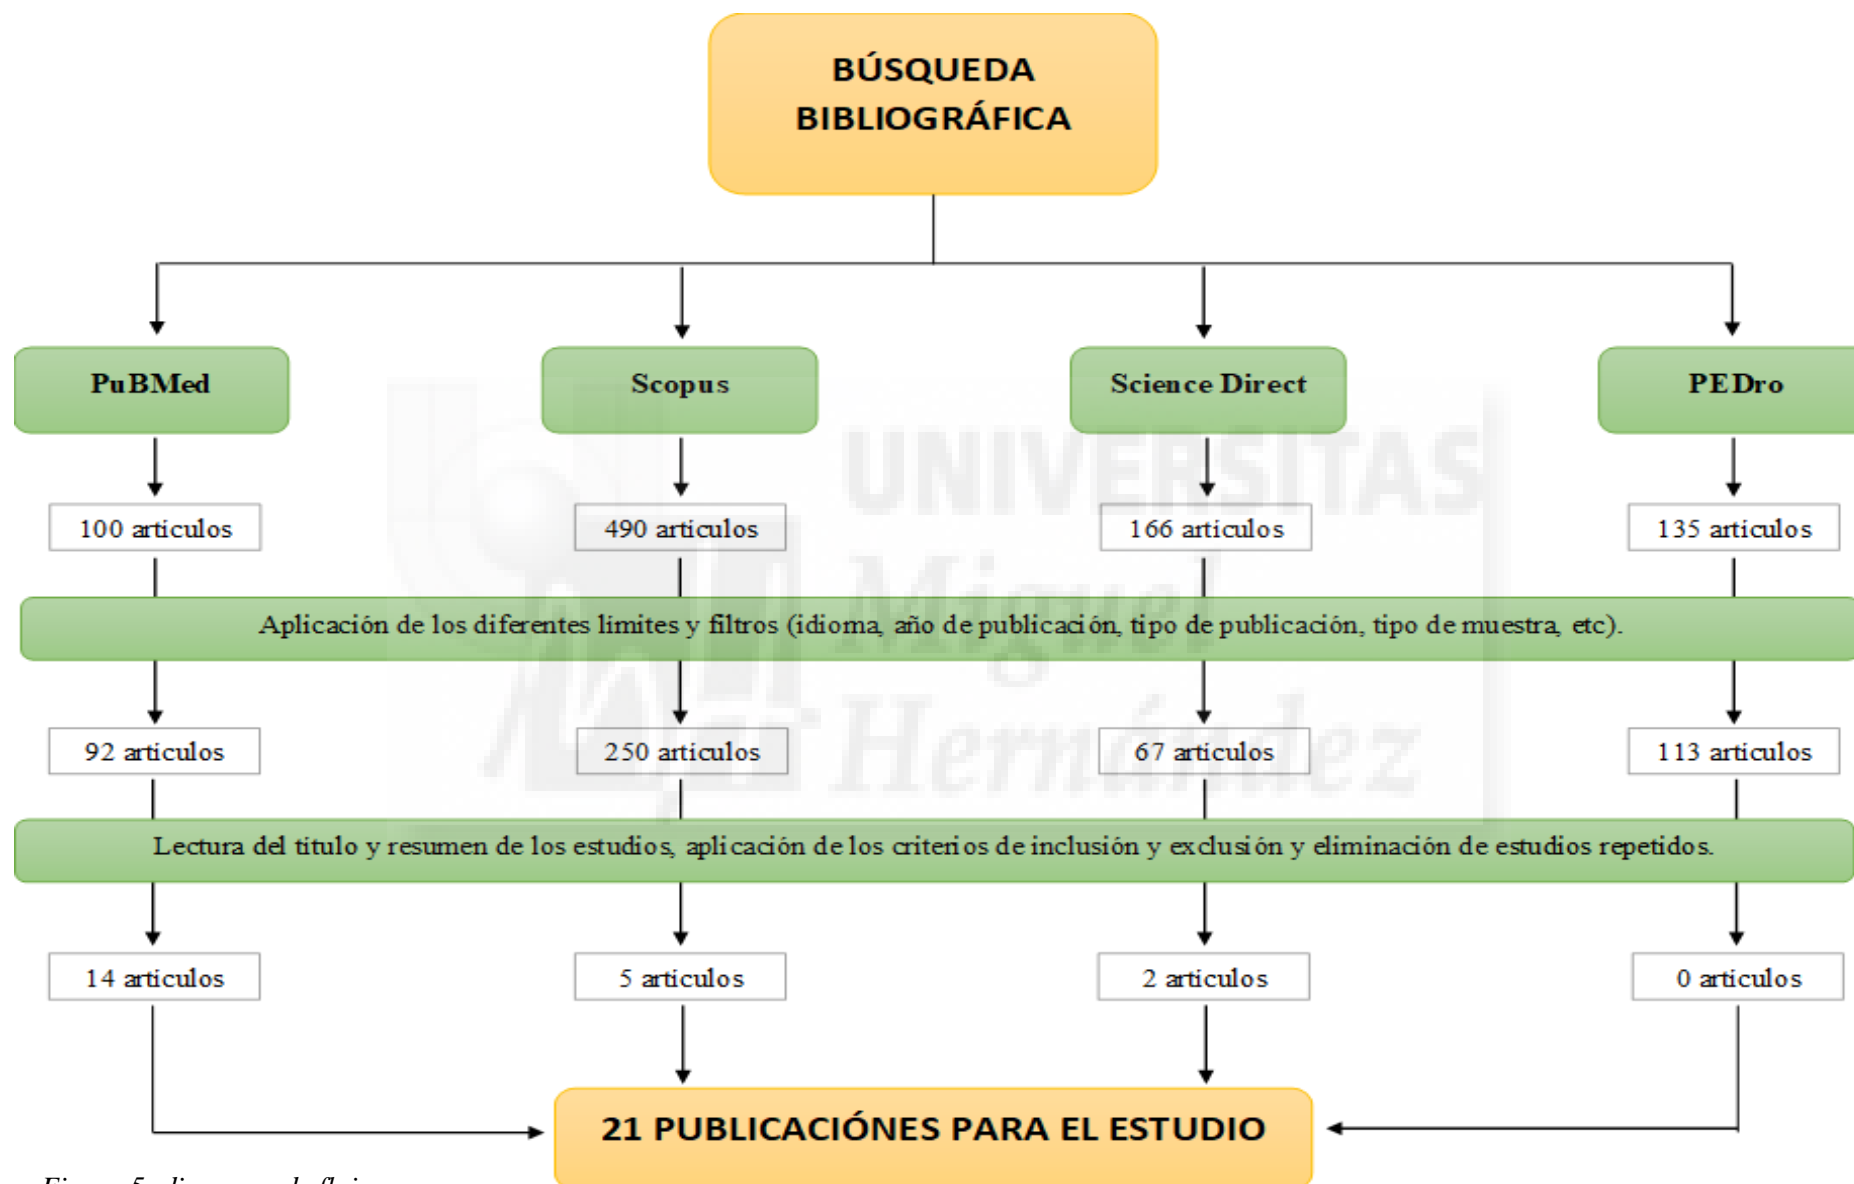 BÚSQUEDA
BIBLIOGRÁFICA
PuBMed
Scopus
Science Direct
PEDro
100 articulos
490 articulos
166 articulos
135 articulos
Aplicación de los diferentes limites y filtros (idioma, año de publicación, tipo de publicación, tipo de muestra, etc).
92 articulos
250 articulos
67 articulos
113 articulos
Lectura del titulo y resumen de los estudios, aplicación de los criterios de inclusión y exclusión y eliminación de estudios repetidos.
14 articulos
5 articulos
2 articulos
0 articulos
21 PUBLICACIÓNES PARA EL ESTUDIO
UNIVERSITAS
Miguel
Hernández